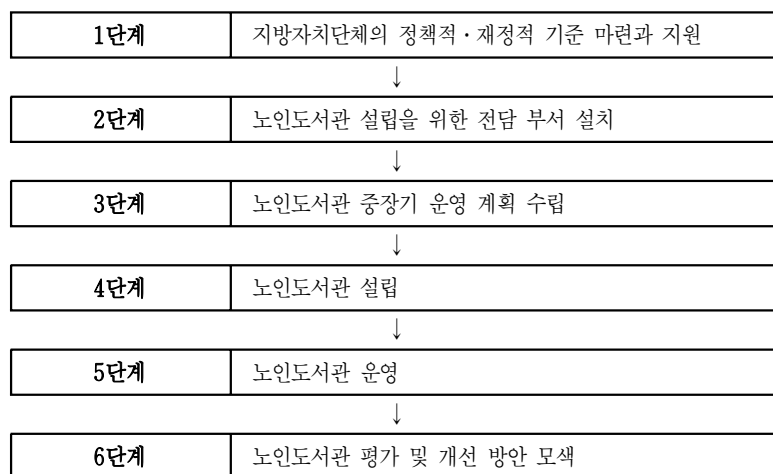 1단계 지방자치단체의 정책적·재정적 기준 마련과 지원
↓
2단계 노인도서관 설립을 위한 전담 부서 설치
↓
3단계 노인도서관 중장기 운영 계획 수립
↓
4단계 노인도서관 설립
↓
5단계 노인도서관 운영
↓
6단계 노인도서관 평가 및 개선 방안 모색